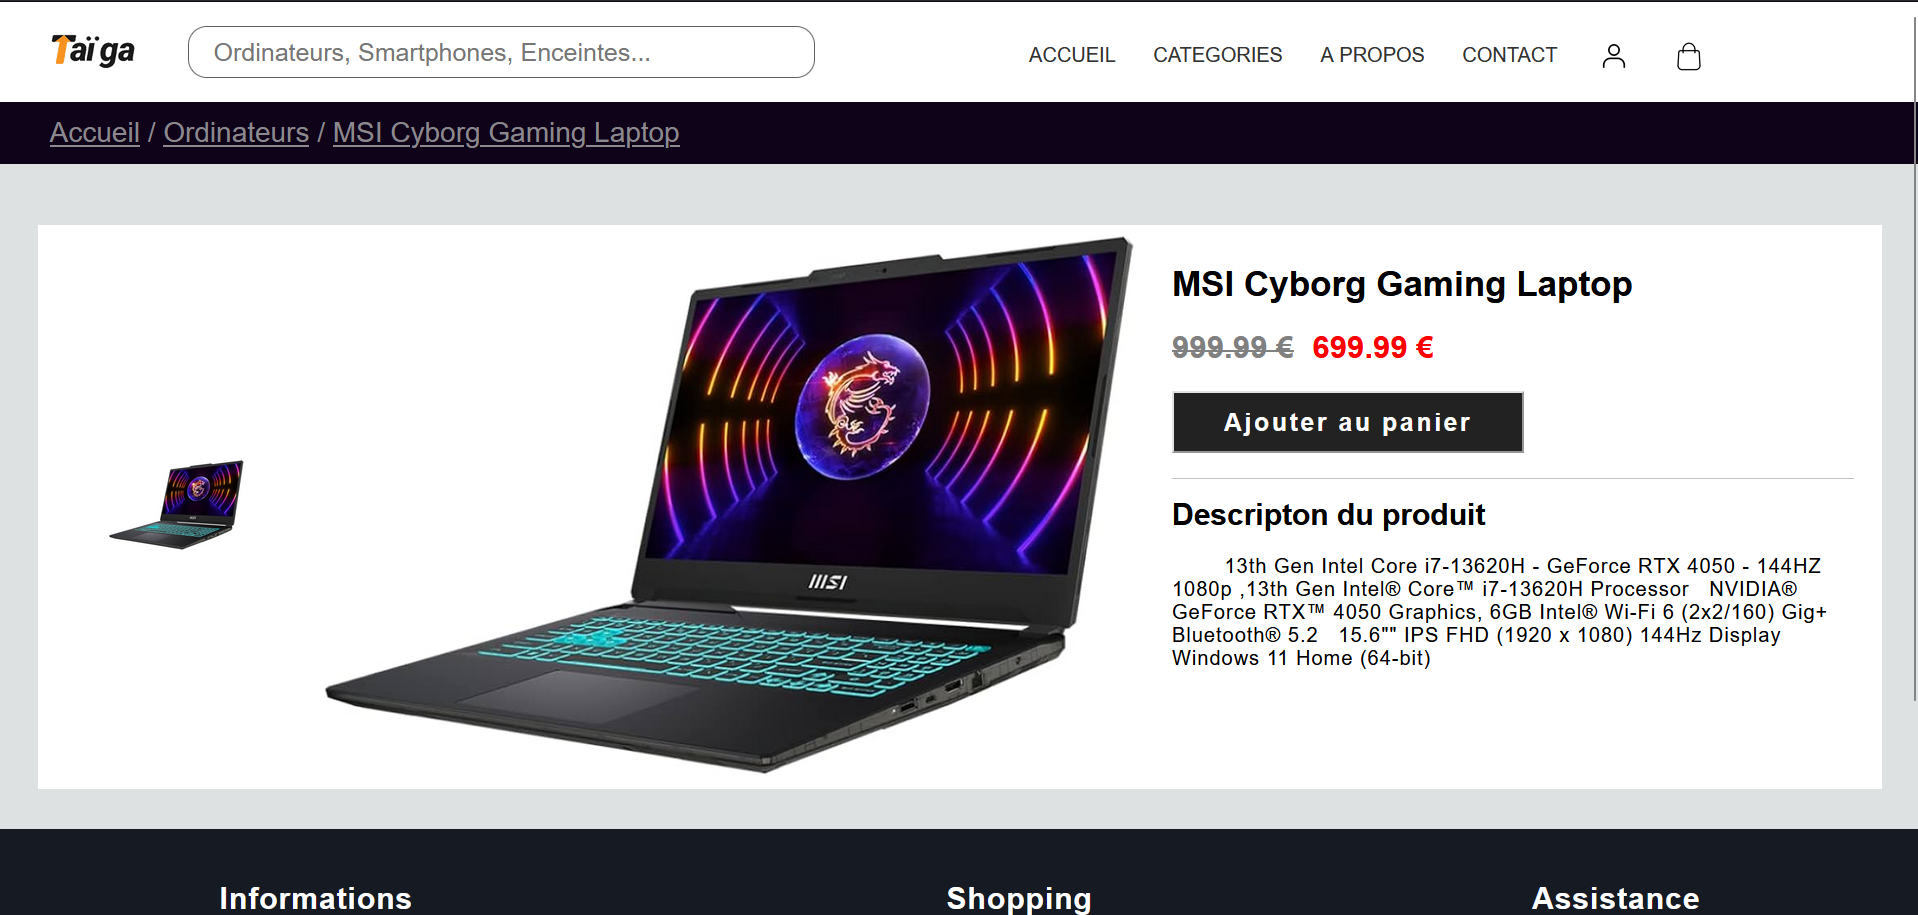 Taïga
Ordinateurs, Smartphones, Enceintes...
ACCUEIL CATEGORIES A PROPOS CONTACT
Accueil / Ordinateurs / MSI Cyborg Gaming Laptop
MSI Cyborg Gaming Laptop
999.99 € 699.99 €
Ajouter au panier
Descripton du produit
13th Gen Intel Core i7-13620H - GeForce RTX 4050 - 144HZ
1080p ,13th Gen Intel® Core™ i7-13620H Processor NVIDIA®
GeForce RTX™ 4050 Graphics, 6GB Intel® Wi-Fi 6 (2x2/160) Gig+
Bluetooth® 5.2 15.6"" IPS FHD (1920 x 1080) 144Hz Display
Windows 11 Home (64-bit)
msi
Informations Shopping Assistance